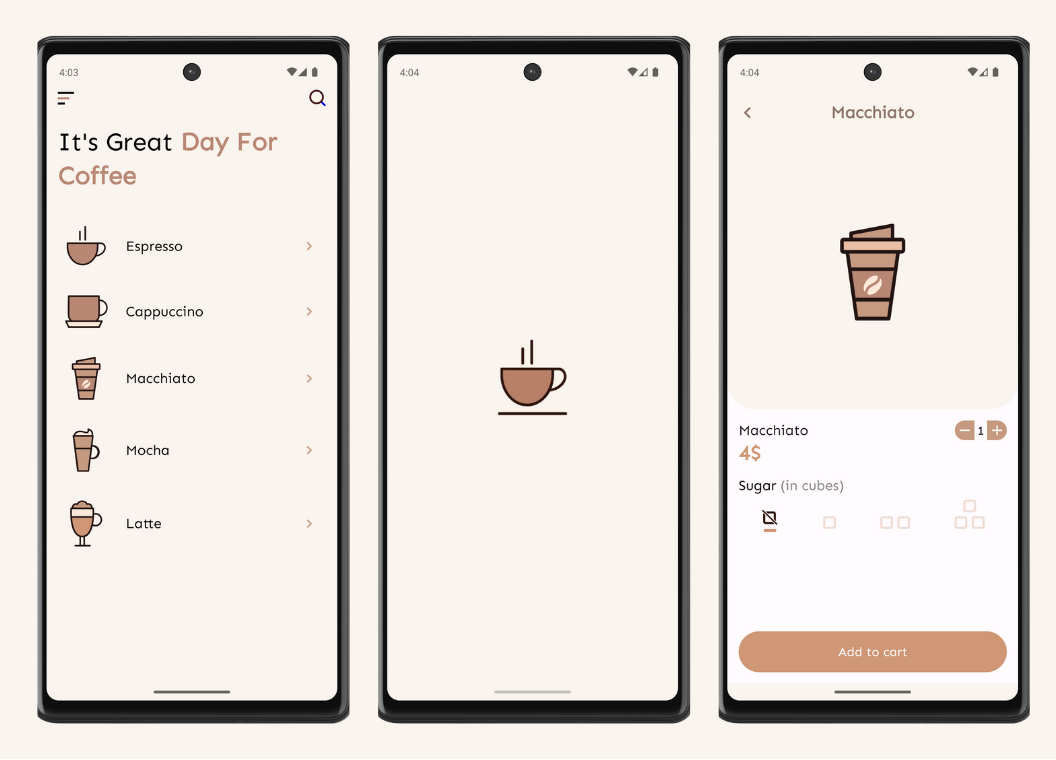 4:03
It's Great Day For
Coffee
Espresso
Cappuccino
Macchiato
Mocha
Latte
4:04
4:04
Macchiato
Macchiato
1
4$
Sugar (in cubes)
Add to cart